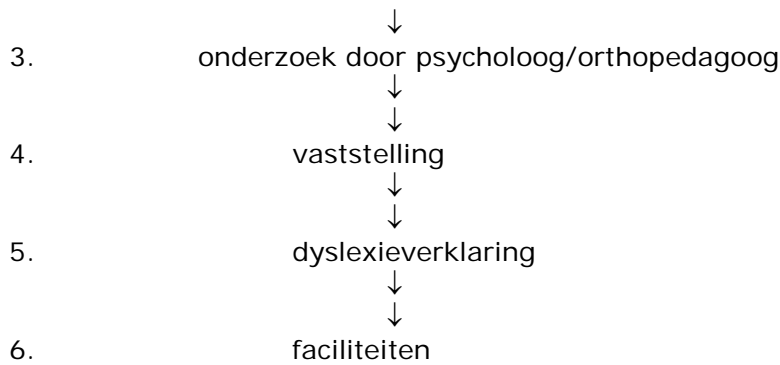 ↓
3. onderzoek door psycholoog/orthopedagoog
↓
↓
4. vaststelling
↓
↓
5. dyslexieverklaring
↓
↓
6. faciliteiten